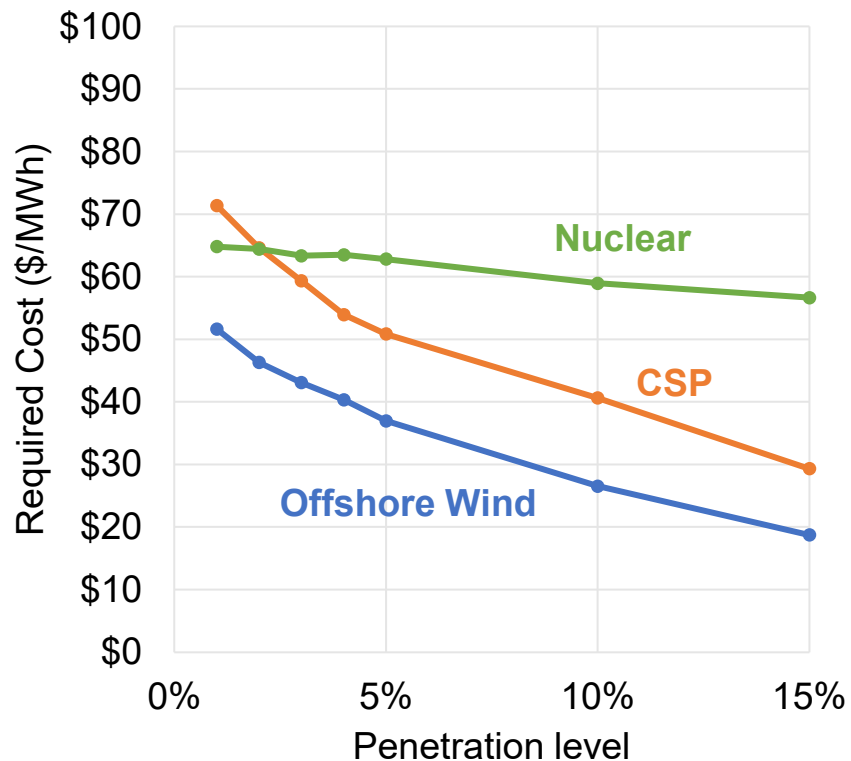 $100
$90
$80
$70
$60
$50
$40
$30
$20
$10
$0
Required Cost ($/MWh)
Nuclear
CSP
Offshore Wind
0% 5% 10% 15%
Penetration level